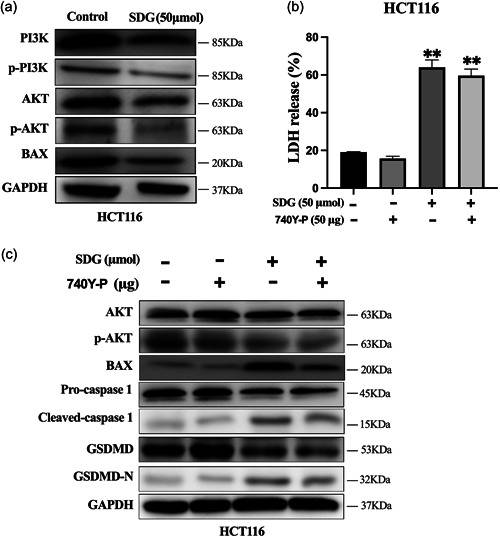 (a)
Control SDG (50μmol)
PI3K
85KDa
p-PI3K
85KDa
AKT
63KDa
p-AKT
63KDa
BAX
20KDa
GAPDH
37KDa
HCT116
(b)
HCT116
LDH release (%)
80
60
40
20
0
** **
SDG (50 μmol) − − + +
740Y-P (50 μg) − + − +
(c)
SDG (μmol) − − + +
740Y-P (μg) − + − +
AKT
63KDa
p-AKT
63KDa
BAX
20KDa
Pro-caspase 1
45KDa
Cleaved-caspase 1
15KDa
GSDMD
53KDa
GSDMD-N
32KDa
GAPDH
37KDa
HCT116